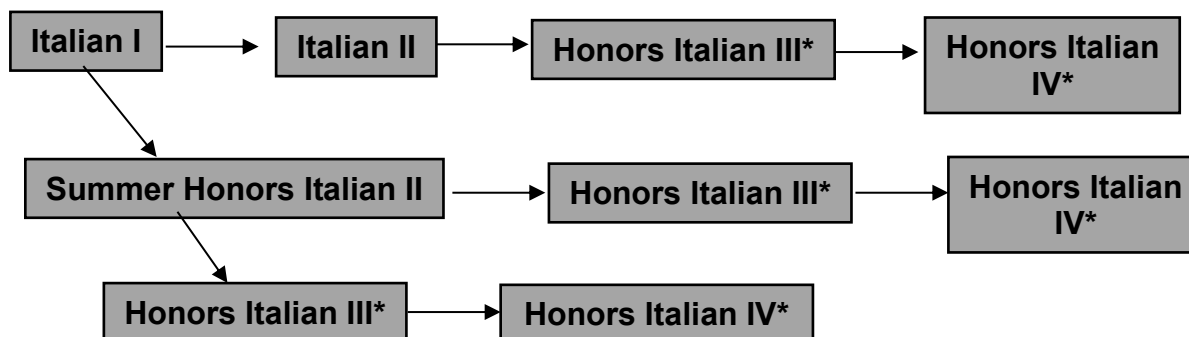 Italian I
Italian II
Honors Italian III*
Honors Italian
IV*
Summer Honors Italian II
Honors Italian III*
Honors Italian
IV*
Honors Italian III*
Honors Italian IV*